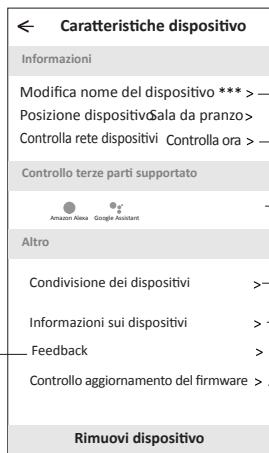 ← Caratteristiche dispositivo
Informazioni
Modifica nome del dispositivo *** >
Posizione dispositivo Sala da pranzo >
Controlla rete dispositivi Controlla ora >
Controllo terze parti supportato
Amazon Alexa Google Assistant
Altro
Condivisione dei dispositivi >
Informazioni sui dispositivi >
Feedback >
Controllo aggiornamento del firmware >
Rimuovi dispositivo